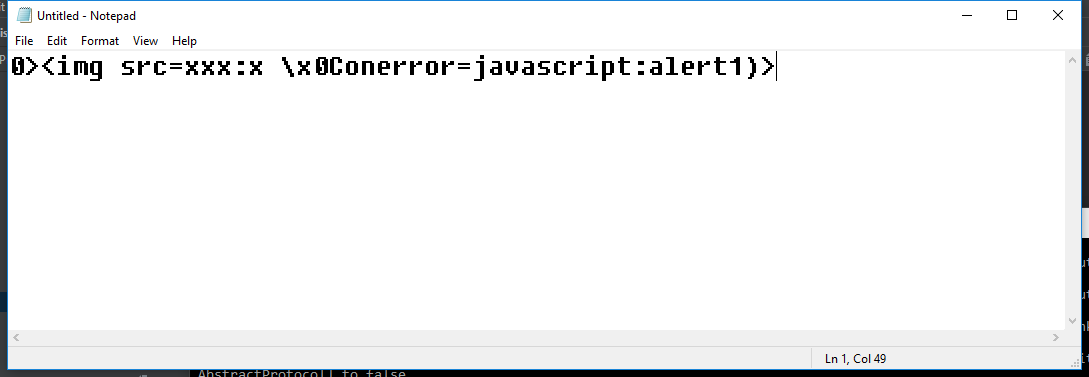 Untitled - Notepad
File Edit Format View Help
0><img src=xxx:x \x0Conerror=javascript:alert1)>
Ln 1, Col 49
AbstractProtocol] to false